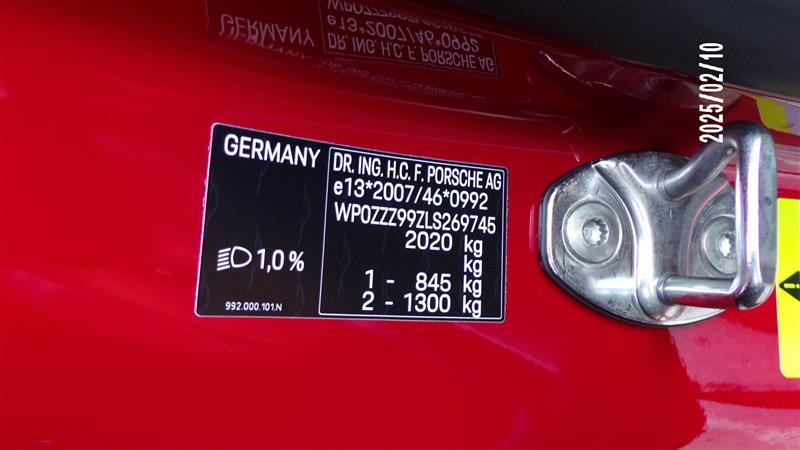 GERMANY
1,0%
992.000.101.N
DR. ING. H.C. F. PORSCHE AG
e13*2007/46*0992
WP0ZZZ99ZLS269745
2020 kg
kg
1 - 845 kg
2 - 1300 kg
2025/02/10